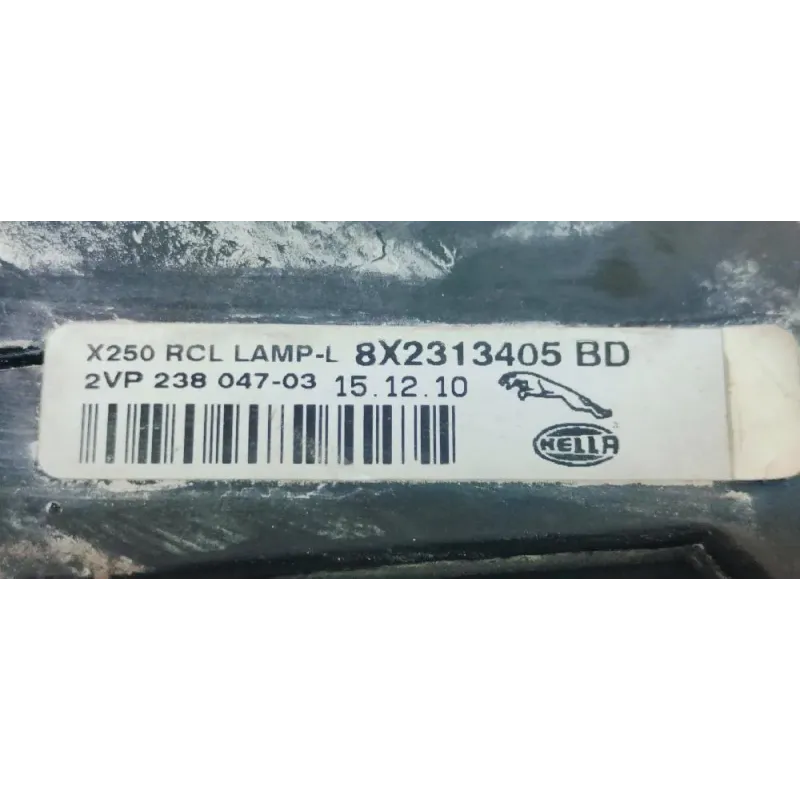 X250 RCL LAMP-L 8X2313405 BD
2VP 238 047-03 15.12.10
HELLA